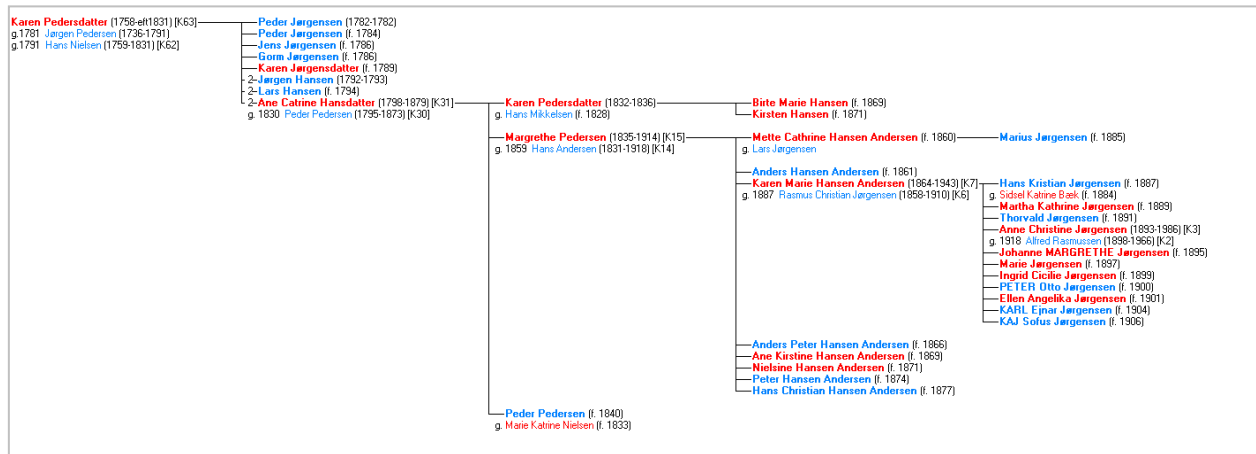 Karen Pedersdatter (1758-eft1831) [K63]
g.1781 Jørgen Pedersen (1736-1791)
g.1791 Hans Nielsen (1759-1831) [K62]
Peder Jørgensen (1782-1782)
Peder Jørgensen (f. 1784)
Jens Jørgensen (f. 1786)
Gorm Jørgensen (f. 1786)
Karen Jørgensdatter (f. 1789)
2 Jørgen Hansen (1792-1793)
2 Lars Hansen (f. 1794)
2 Ane Catrine Hansdatter (1798-1879) [K31]
g. 1830 Peder Pedersen (1795-1873) [K30]
Karen Pedersdatter (1832-1836)
g. Hans Mikkelsen (f. 1828)
Birte Marie Hansen (f. 1869)
Kirsten Hansen (f. 1871)
Margrethe Pedersen (1835-1914) [K15]
g. 1859 Hans Andersen (1831-1918) [K14]
Mette Cathrine Hansen Andersen (f. 1860)
g. Lars Jørgensen
Marius Jørgensen (f. 1885)
Anders Hansen Andersen (f. 1861)
Karen Marie Hansen Andersen (1864-1943) [K7]
g. 1887 Rasmus Christian Jørgensen (1858-1910) [K6]
Hans Kristian Jørgensen (f. 1887)
g. Sidsel Katrine Bæk (f. 1884)
Martha Kathrine Jørgensen (f. 1889)
Thorvald Jørgensen (f. 1891)
Anne Christine Jørgensen (1893-1986) [K3]
g. 1918 Alfred Rasmussen (1898-1966) [K2]
Johanne MARGRETHE Jørgensen (f. 1895)
Marie Jørgensen (f. 1897)
Ingrid Cicilie Jørgensen (f. 1899)
PETER Otto Jørgensen (f. 1900)
Ellen Angelika Jørgensen (f. 1901)
KARL Ejnar Jørgensen (f. 1904)
KAJ Sofus Jørgensen (f. 1906)
Anders Peter Hansen Andersen (f. 1866)
Ane Kirstine Hansen Andersen (f. 1869)
Nielsine Hansen Andersen (f. 1871)
Peter Hansen Andersen (f. 1874)
Hans Christian Hansen Andersen (f. 1877)
Peder Pedersen (f. 1840)
g. Marie Katrine Nielsen (f. 1833)